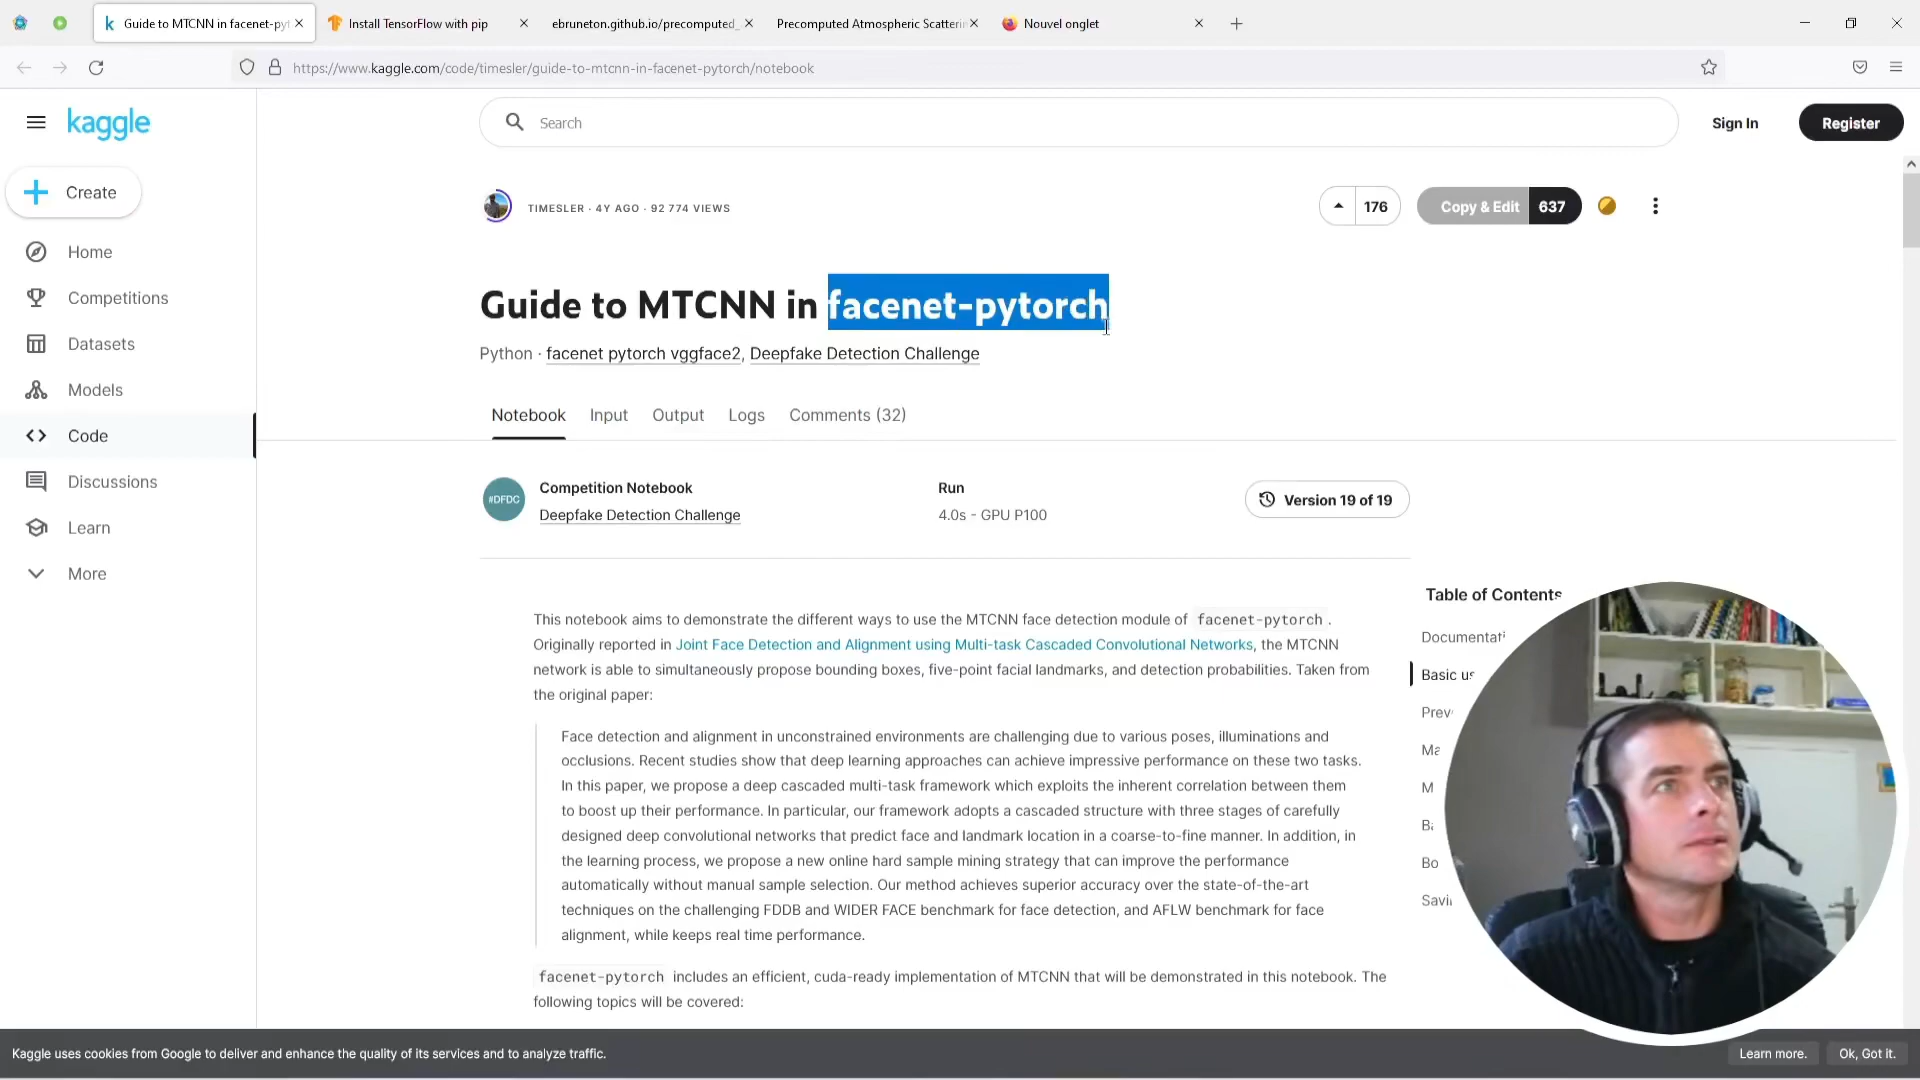 Guide to MTCNN in facenet-pyt
Install TensorFlow with pip
ebruneton.github.io/precomputed_
Precomputed Atmospheric Scatterin
Nouvel onglet
https://www.kaggle.com/code/timesler/guide-to-mtcnn-in-facenet-pytorch/notebook
kaggle
Search
Sign In
Register
Create
TIMESLER · 4Y AGO · 92 774 VIEWS
176
Copy & Edit
637
Home
Competitions
Datasets
Models
Code
Discussions
Learn
More
Guide to MTCNN in facenet-pytorch
Python · facenet pytorch vggface2, Deepfake Detection Challenge
Notebook
Input
Output
Logs
Comments (32)
#DFDC
Competition Notebook
Deepfake Detection Challenge
Run
4.0s - GPU P100
Version 19 of 19
This notebook aims to demonstrate the different ways to use the MTCNN face detection module of facenet-pytorch .
Originally reported in Joint Face Detection and Alignment using Multi-task Cascaded Convolutional Networks, the MTCNN
network is able to simultaneously propose bounding boxes, five-point facial landmarks, and detection probabilities. Taken from
the original paper:
Face detection and alignment in unconstrained environments are challenging due to various poses, illuminations and
occlusions. Recent studies show that deep learning approaches can achieve impressive performance on these two tasks.
In this paper, we propose a deep cascaded multi-task framework which exploits the inherent correlation between them
to boost up their performance. In particular, our framework adopts a cascaded structure with three stages of carefully
designed deep convolutional networks that predict face and landmark location in a coarse-to-fine manner. In addition, in
the learning process, we propose a new online hard sample mining strategy that can improve the performance
automatically without manual sample selection. Our method achieves superior accuracy over the state-of-the-art
techniques on the challenging FDDB and WIDER FACE benchmark for face detection, and AFLW benchmark for face
alignment, while keeps real time performance.
facenet-pytorch includes an efficient, cuda-ready implementation of MTCNN that will be demonstrated in this notebook. The
following topics will be covered:
Table of Contents
Documentati
Basic us
Prev
Ma
M
Ba
Bo
Savi
Kaggle uses cookies from Google to deliver and enhance the quality of its services and to analyze traffic.
Learn more.
Ok, Got it.